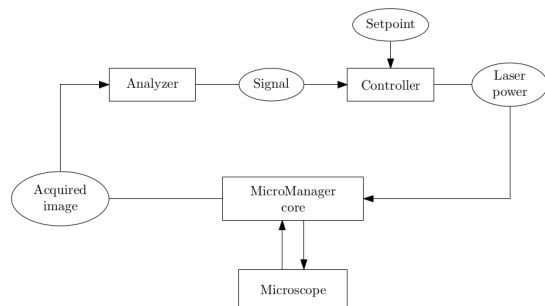 Setpoint
Analyzer
Signal
Controller
Laser
power
Acquired
image
MicroManager
core
Microscope